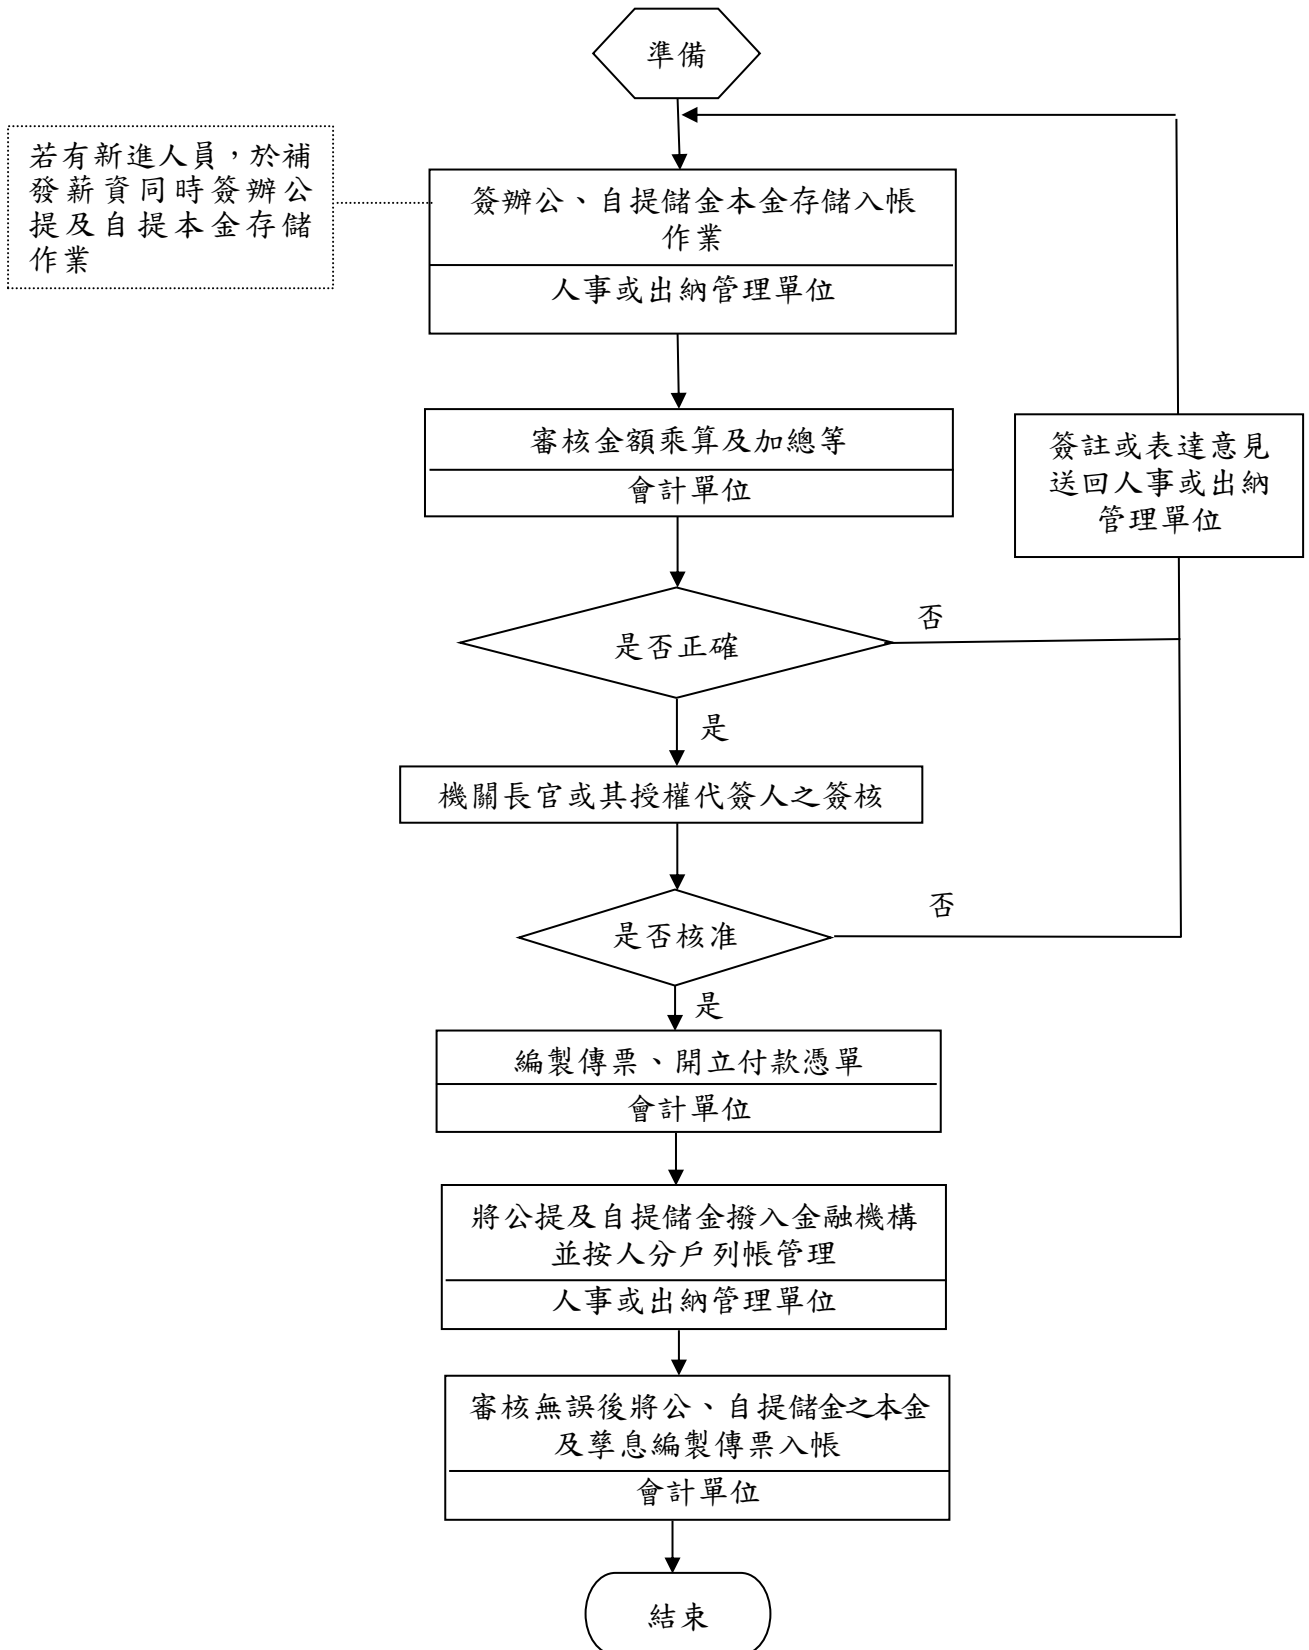 準備
若有新進人員，於補
發薪資同時簽辦公
提及自提本金存儲
作業
簽辦公、自提儲金本金存儲入帳
作業
人事或出納管理單位
審核金額乘算及加總等
會計單位
簽註或表達意見
送回人事或出納
管理單位
否
是否正確
是
機關長官或其授權代簽人之簽核
否
是否核准
是
編製傳票、開立付款憑單
會計單位
將公提及自提儲金撥入金融機構
並按人分戶列帳管理
人事或出納管理單位
審核無誤後將公、自提儲金之本金
及孳息編製傳票入帳
會計單位
結束